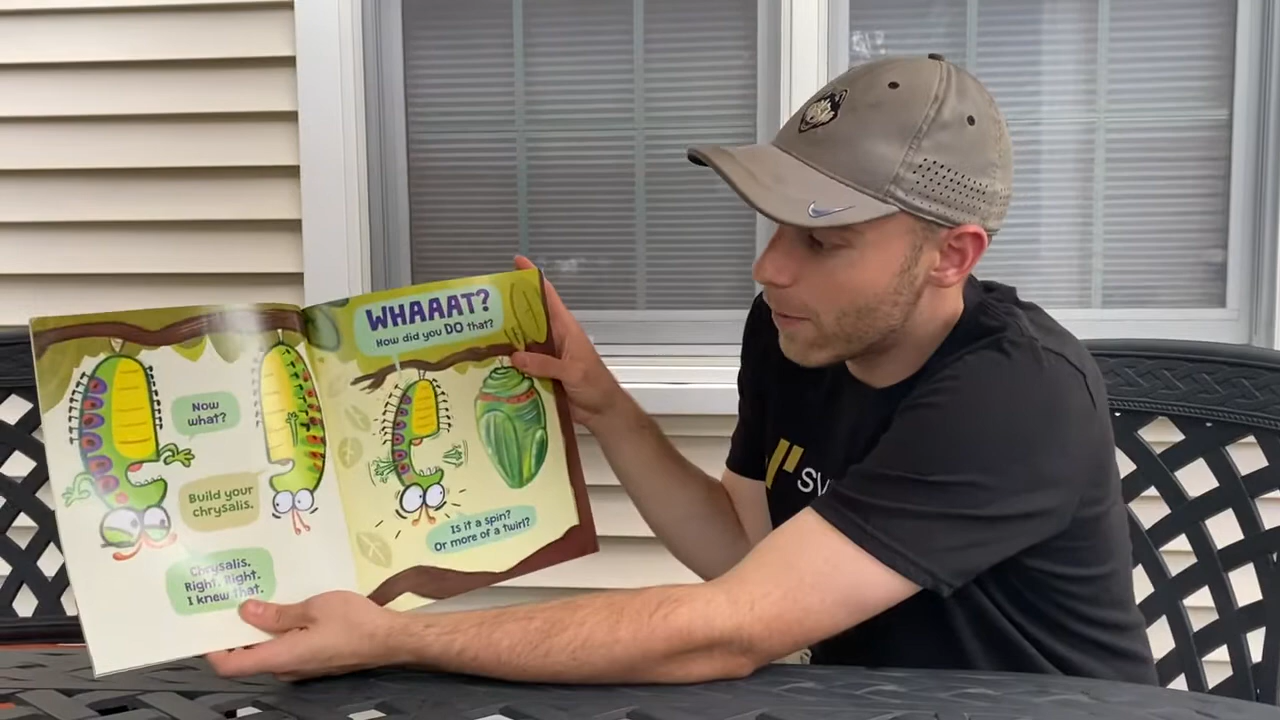 Now
what?
Build your
chrysalis.
Chrysalis.
Right. Right.
I knew that.
WHAAAT?
How did you DO that?
Is it a spin?
Or more of a twirl?